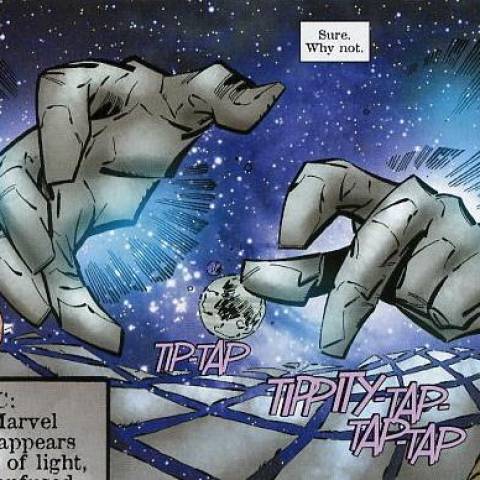 Sure.
Why not.
TIP-TAP
TIPPITY-TAP-
TAP-TAP
C:
Marvel
appears
of light,